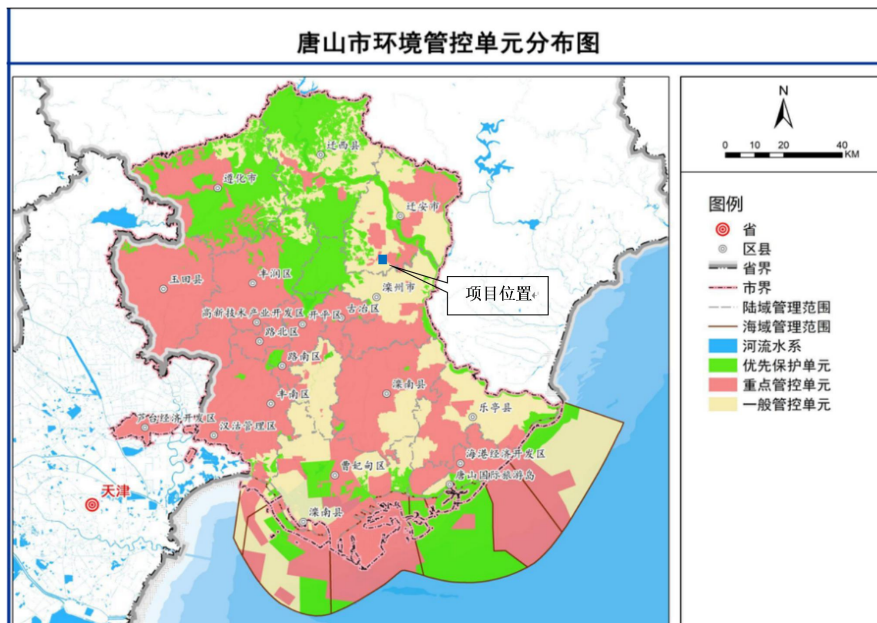 唐山市环境管控单元分布图
N
0 10 20 40
KM
图例
省
区县
省界
市界
陆域管理范围
海域管理范围
河流水系
优先保护单元
重点管控单元
一般管控单元
迁西县
遵化市
迁安市
玉田县
丰润区
项目位置
滦州市
高新技术产业开发区
开平区
古冶区
路北区
路南区
丰南区
滦南县
乐亭县
芦台经济开发区
汉沽管理区
海港经济开发区
曹妃甸区
唐山国际旅游岛
天津
滦南县